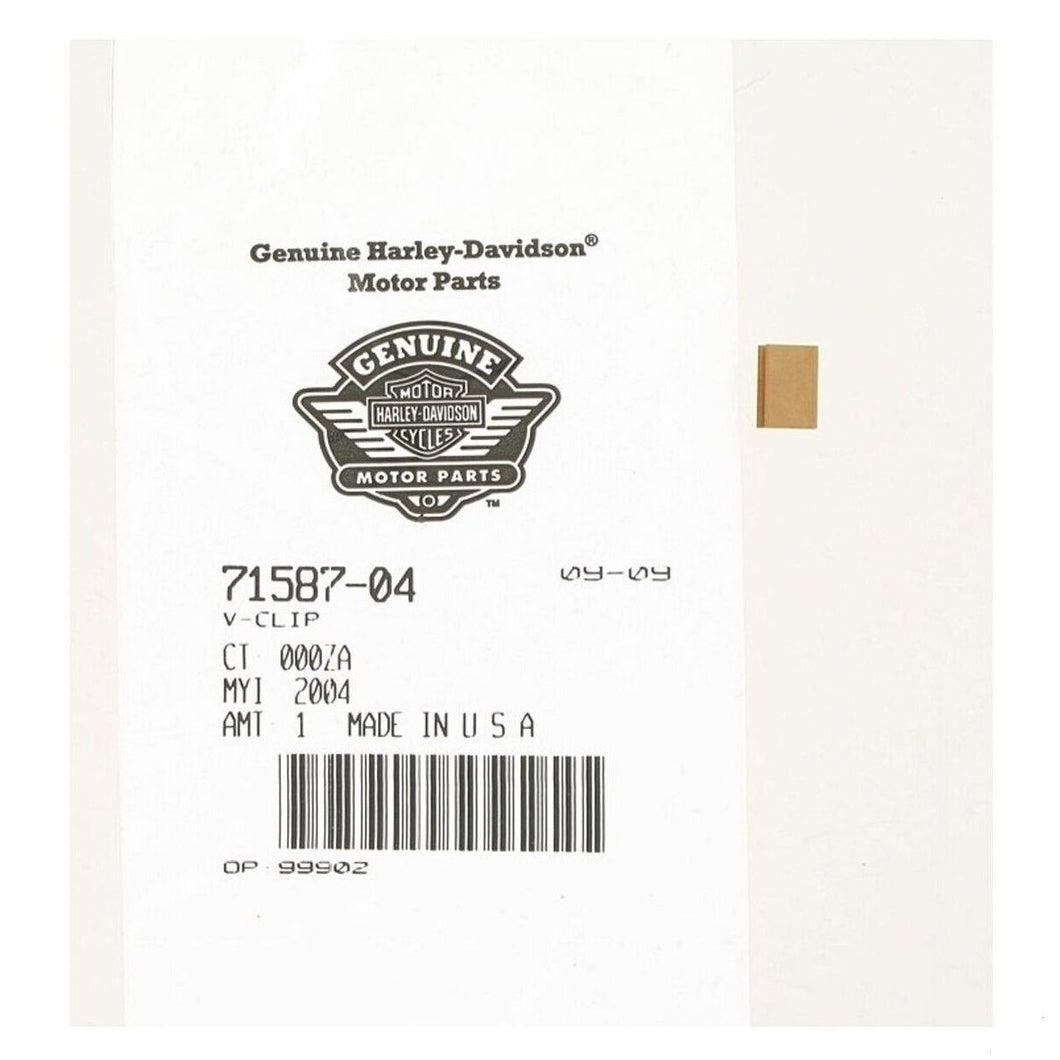 Genuine Harley-Davidson®
Motor Parts
GENUINE
MOTOR
HARLEY-DAVIDSON
CYCLES
MOTOR PARTS
TM
71587-04 09-09
V-CLIP
CT 000ZA
MYI 2004
AMT 1 MADE IN U S A
OP 99902